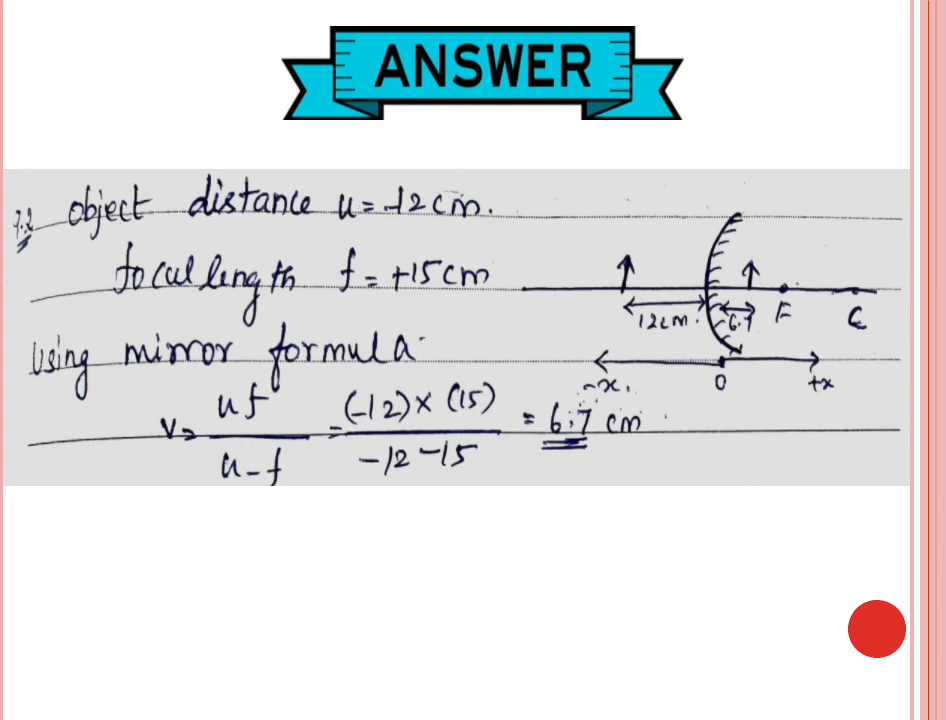 ANSWER
object distance u = -12 cm.
focal length f = +15 cm
using mirror formula
v = uf / u-f = (-12) x (15) / -12 -15 = 6.7 cm
12 cm. 6.7 F C
-x. 0 +x